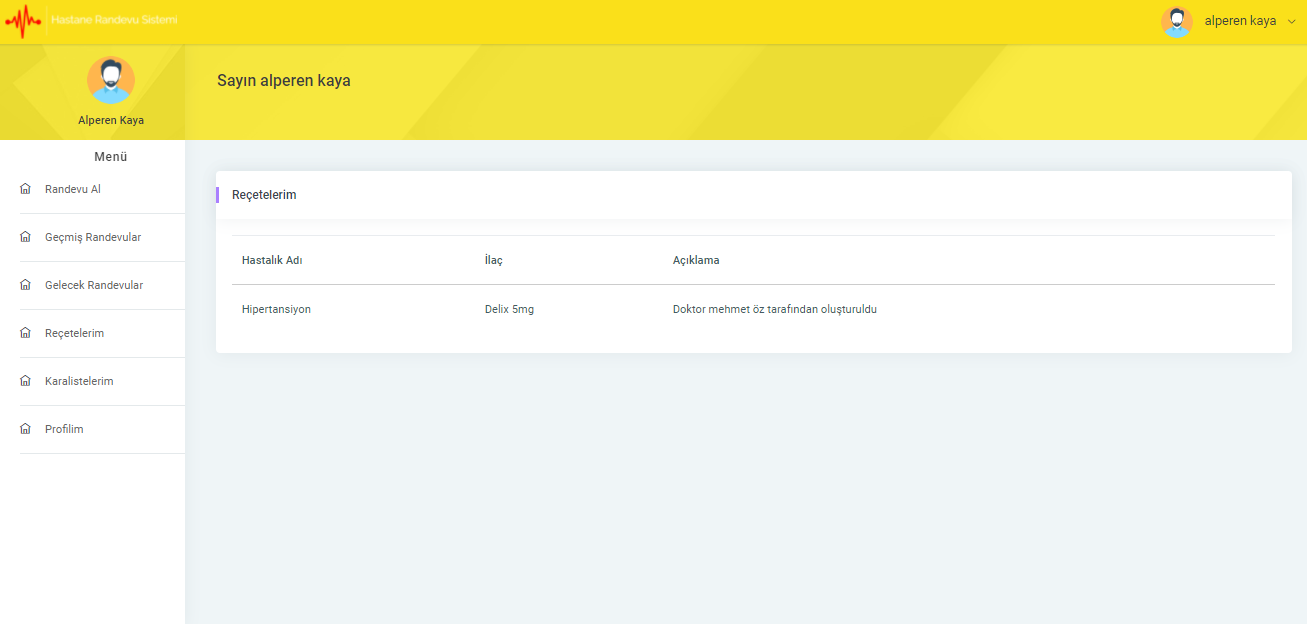 Hastane Randevu Sistemi
alperen kaya
Alperen Kaya
Sayın alperen kaya
Menü
Randevu Al
Geçmiş Randevular
Gelecek Randevular
Reçetelerim
Karalistelerim
Profilim
Reçetelerim
Hastalık Adı İlaç Açıklama
Hipertansiyon Delix 5mg Doktor mehmet öz tarafından oluşturuldu